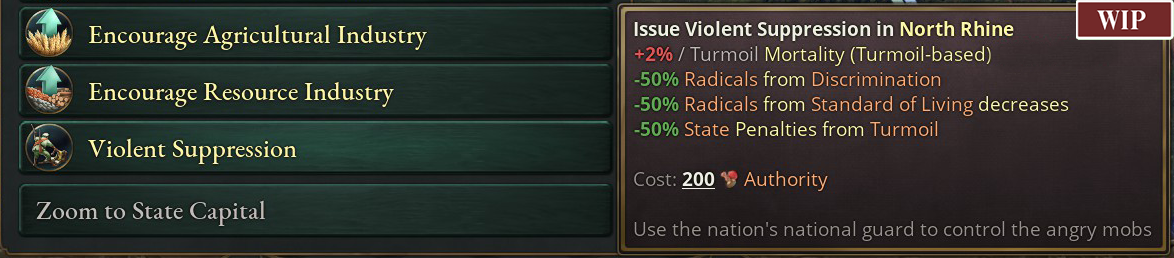 Encourage Agricultural Industry
Encourage Resource Industry
Violent Suppression
Zoom to State Capital
WIP
Issue Violent Suppression in North Rhine
+2% / Turmoil Mortality (Turmoil-based)
-50% Radicals from Discrimination
-50% Radicals from Standard of Living decreases
-50% State Penalties from Turmoil
Cost: 200 Authority
Use the nation's national guard to control the angry mobs